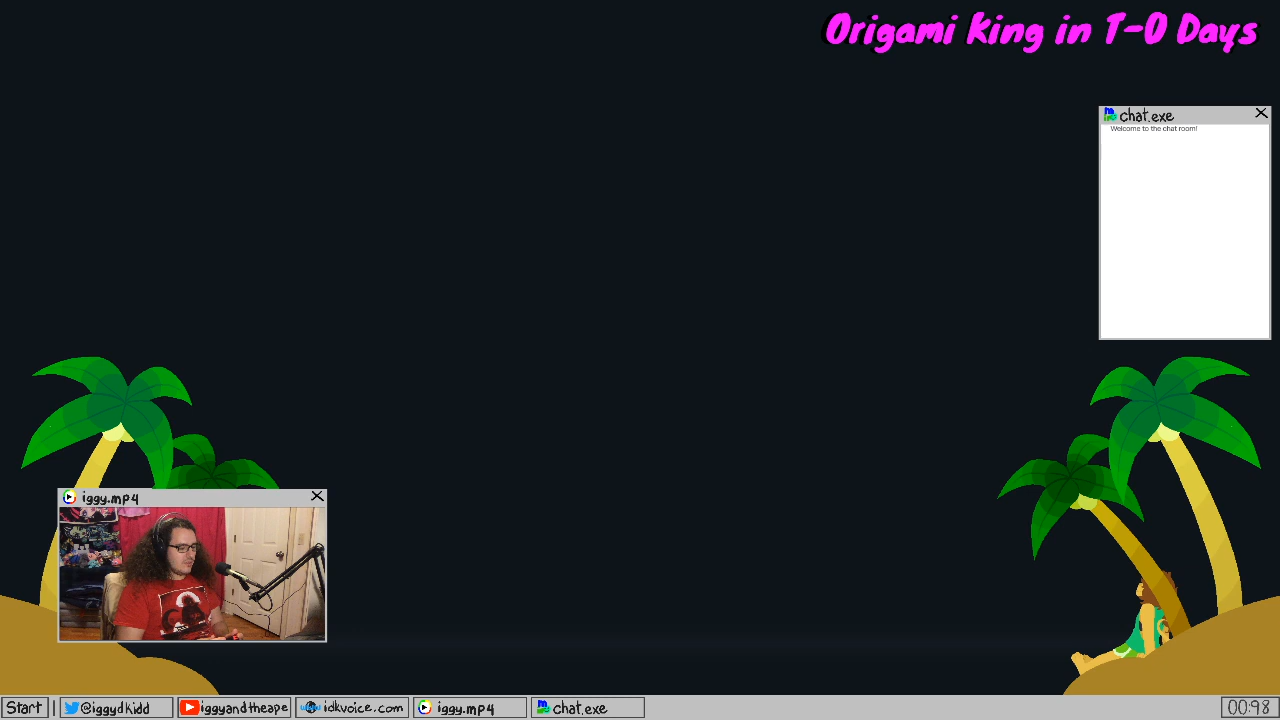 Origami King in T-0 Days
chat.exe
Welcome to the chat room!
iggy.mp4
Start | @iggydkidd iggyandtheape idkvoice.com iggy.mp4 chat.exe 00:98